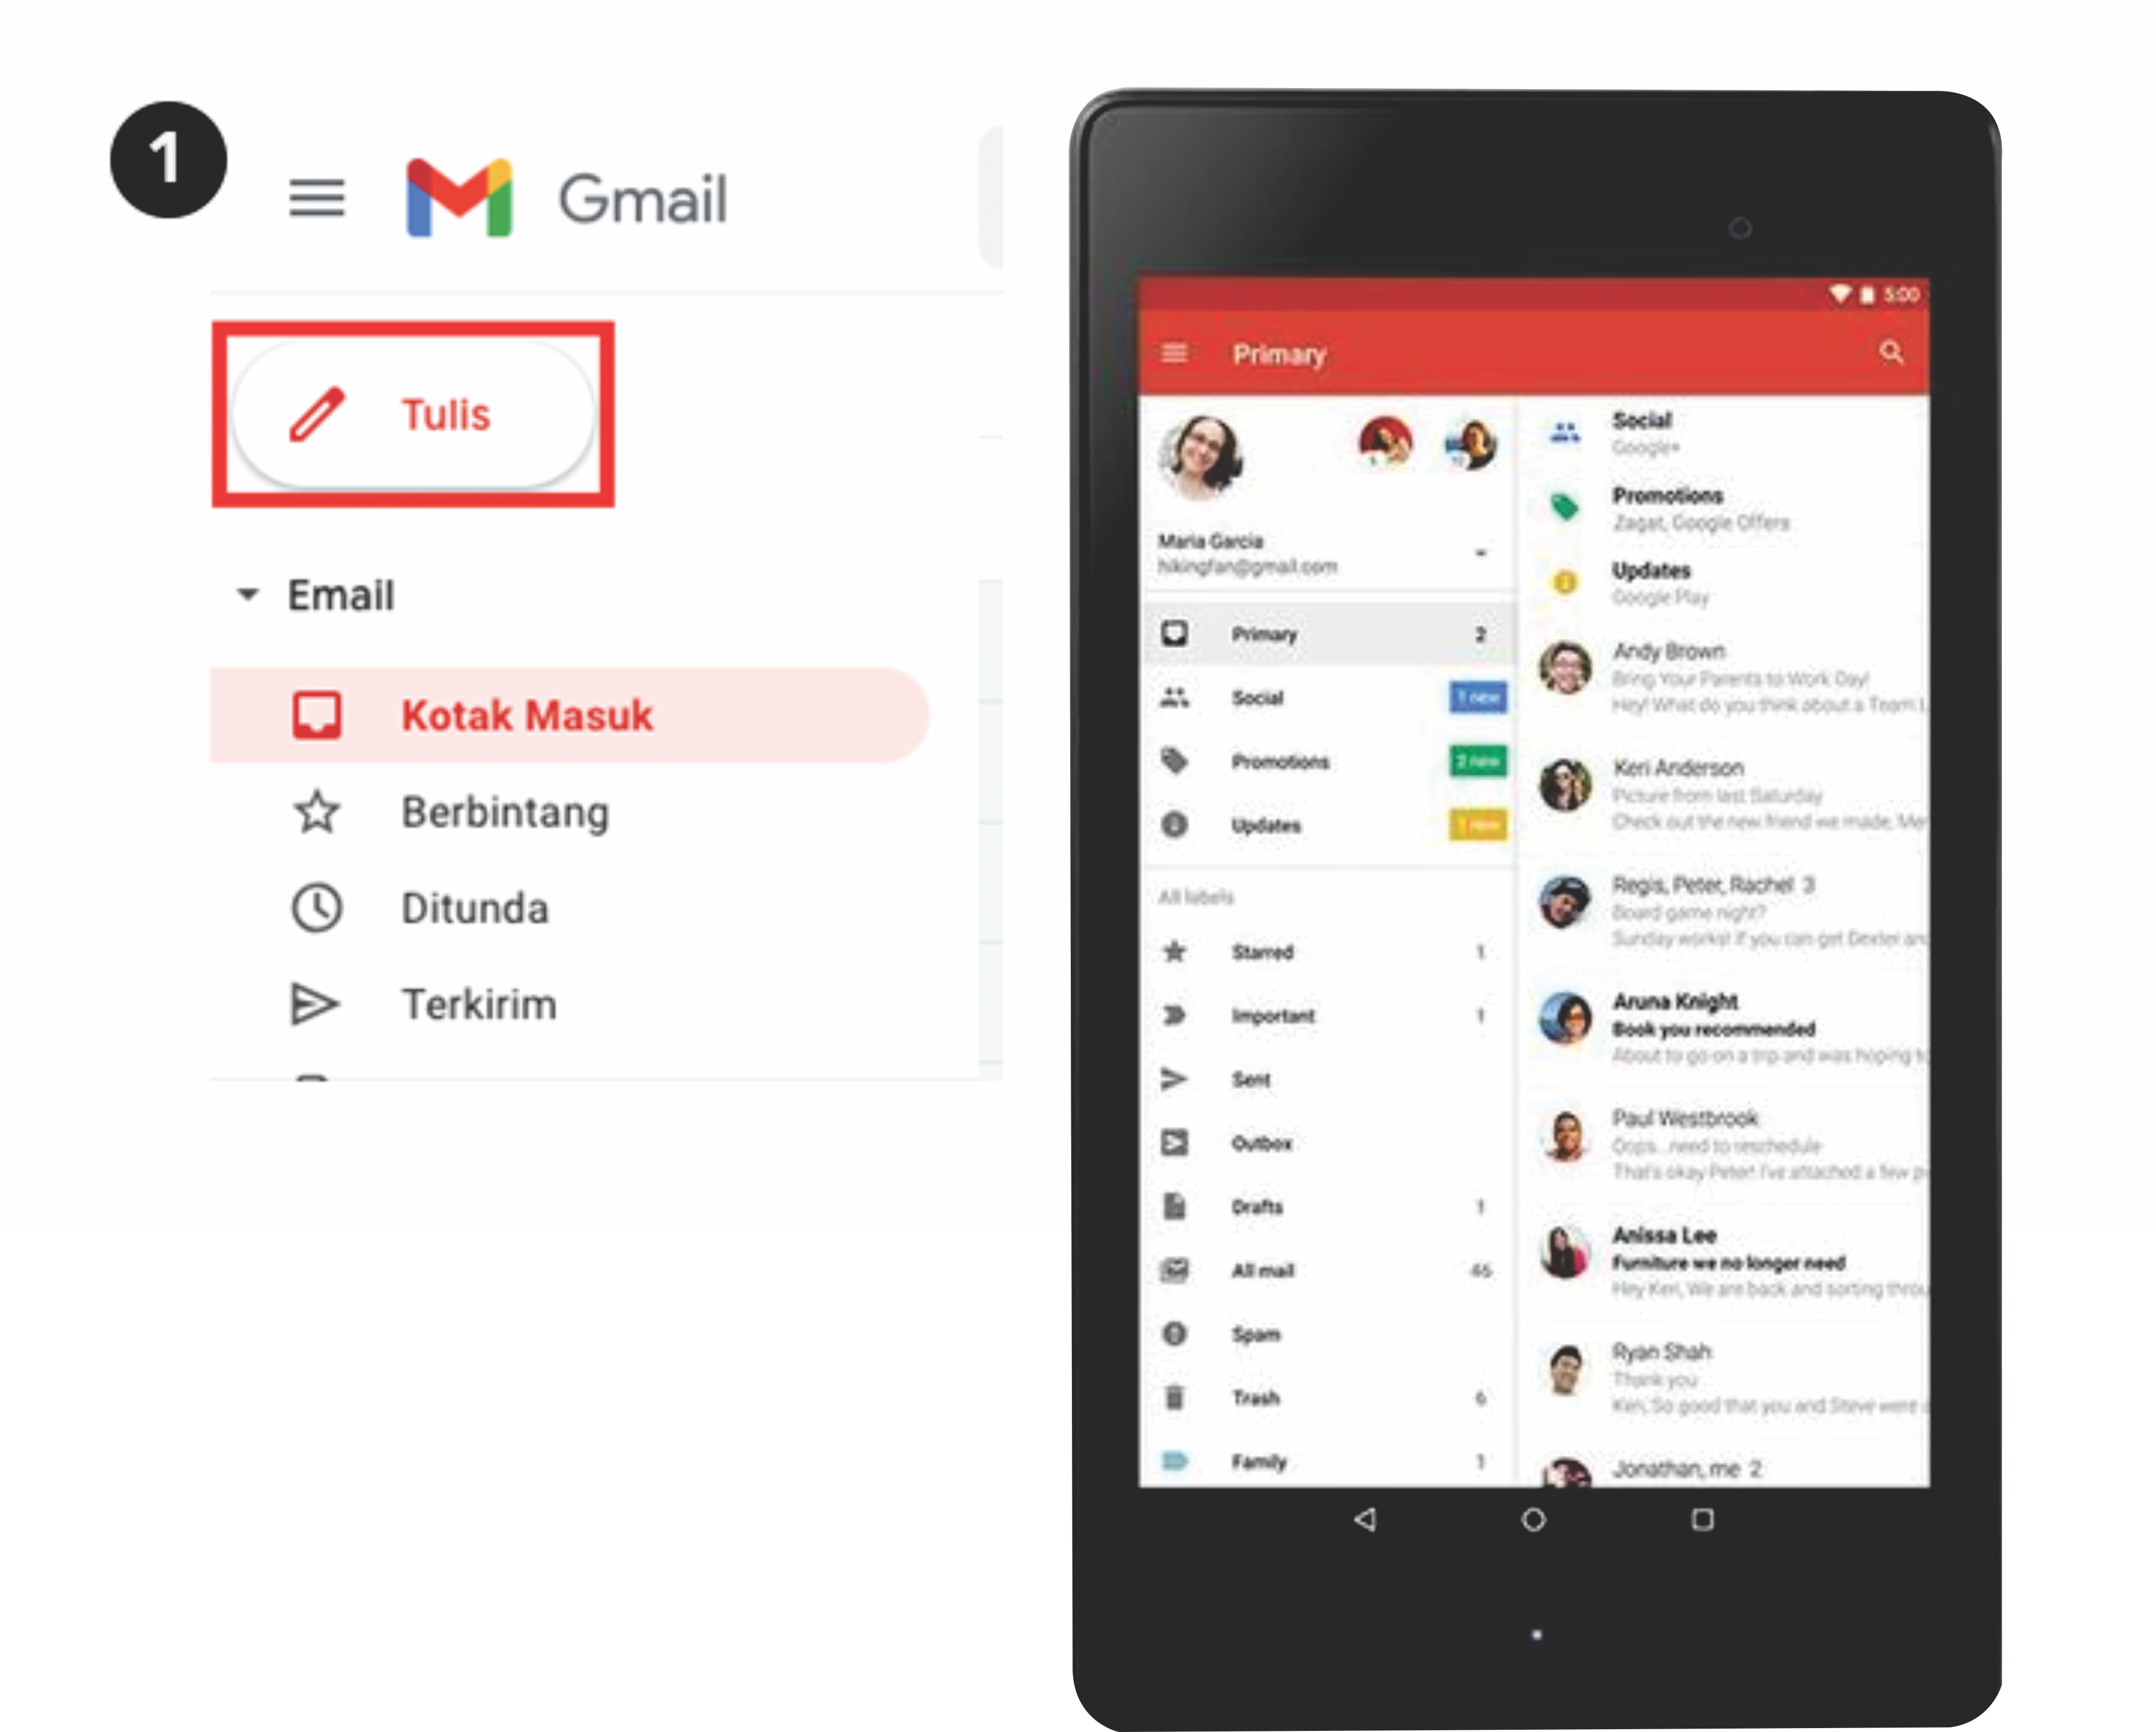 1
Gmail
Tulis
Email
Kotak Masuk
Berbintang
Ditunda
Terkirim
5:00
Primary
Maria Garcia
hikingfan@gmail.com
Primary 2
Social 1 new
Promotions 2 new
Updates 1 new
All labels
Starred 1
Important 1
Sent
Outbox
Drafts 1
All mail 46
Spam
Trash 6
Family 1
Social
Google+
Promotions
Zagat, Google Offers
Updates
Google Play
Andy Brown
Bring Your Parents to Work Day!
Hey! What do you think about a Team L
Keri Anderson
Picture from last Saturday
Check out the new friend we made, Mer
Regis, Peter, Rachel 3
Board game night?
Sunday works! If you can get Dexter and
Aruna Knight
Book you recommended
About to go on a trip and was hoping to
Paul Westbrook
Oops...need to reschedule
That's okay Peter! I've attached a few p
Anissa Lee
Furniture we no longer need
Hey Keri, We are back and sorting throu
Ryan Shah
Thank you
Keri, So good that you and Steve were
Jonathan, me 2